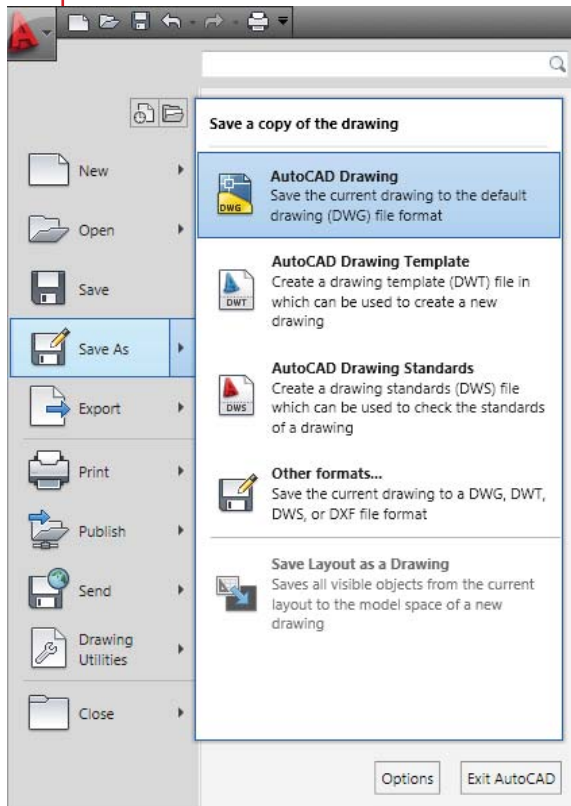 Save a copy of the drawing
New
Open
Save
Save As
Export
Print
Publish
Send
Drawing
Utilities
Close
DWG
AutoCAD Drawing
Save the current drawing to the default
drawing (DWG) file format
DWT
AutoCAD Drawing Template
Create a drawing template (DWT) file in
which can be used to create a new
drawing
DWS
AutoCAD Drawing Standards
Create a drawing standards (DWS) file
which can be used to check the standards
of a drawing
Other formats...
Save the current drawing to a DWG, DWT,
DWS, or DXF file format
Save Layout as a Drawing
Saves all visible objects from the current
layout to the model space of a new
drawing
Options
Exit AutoCAD